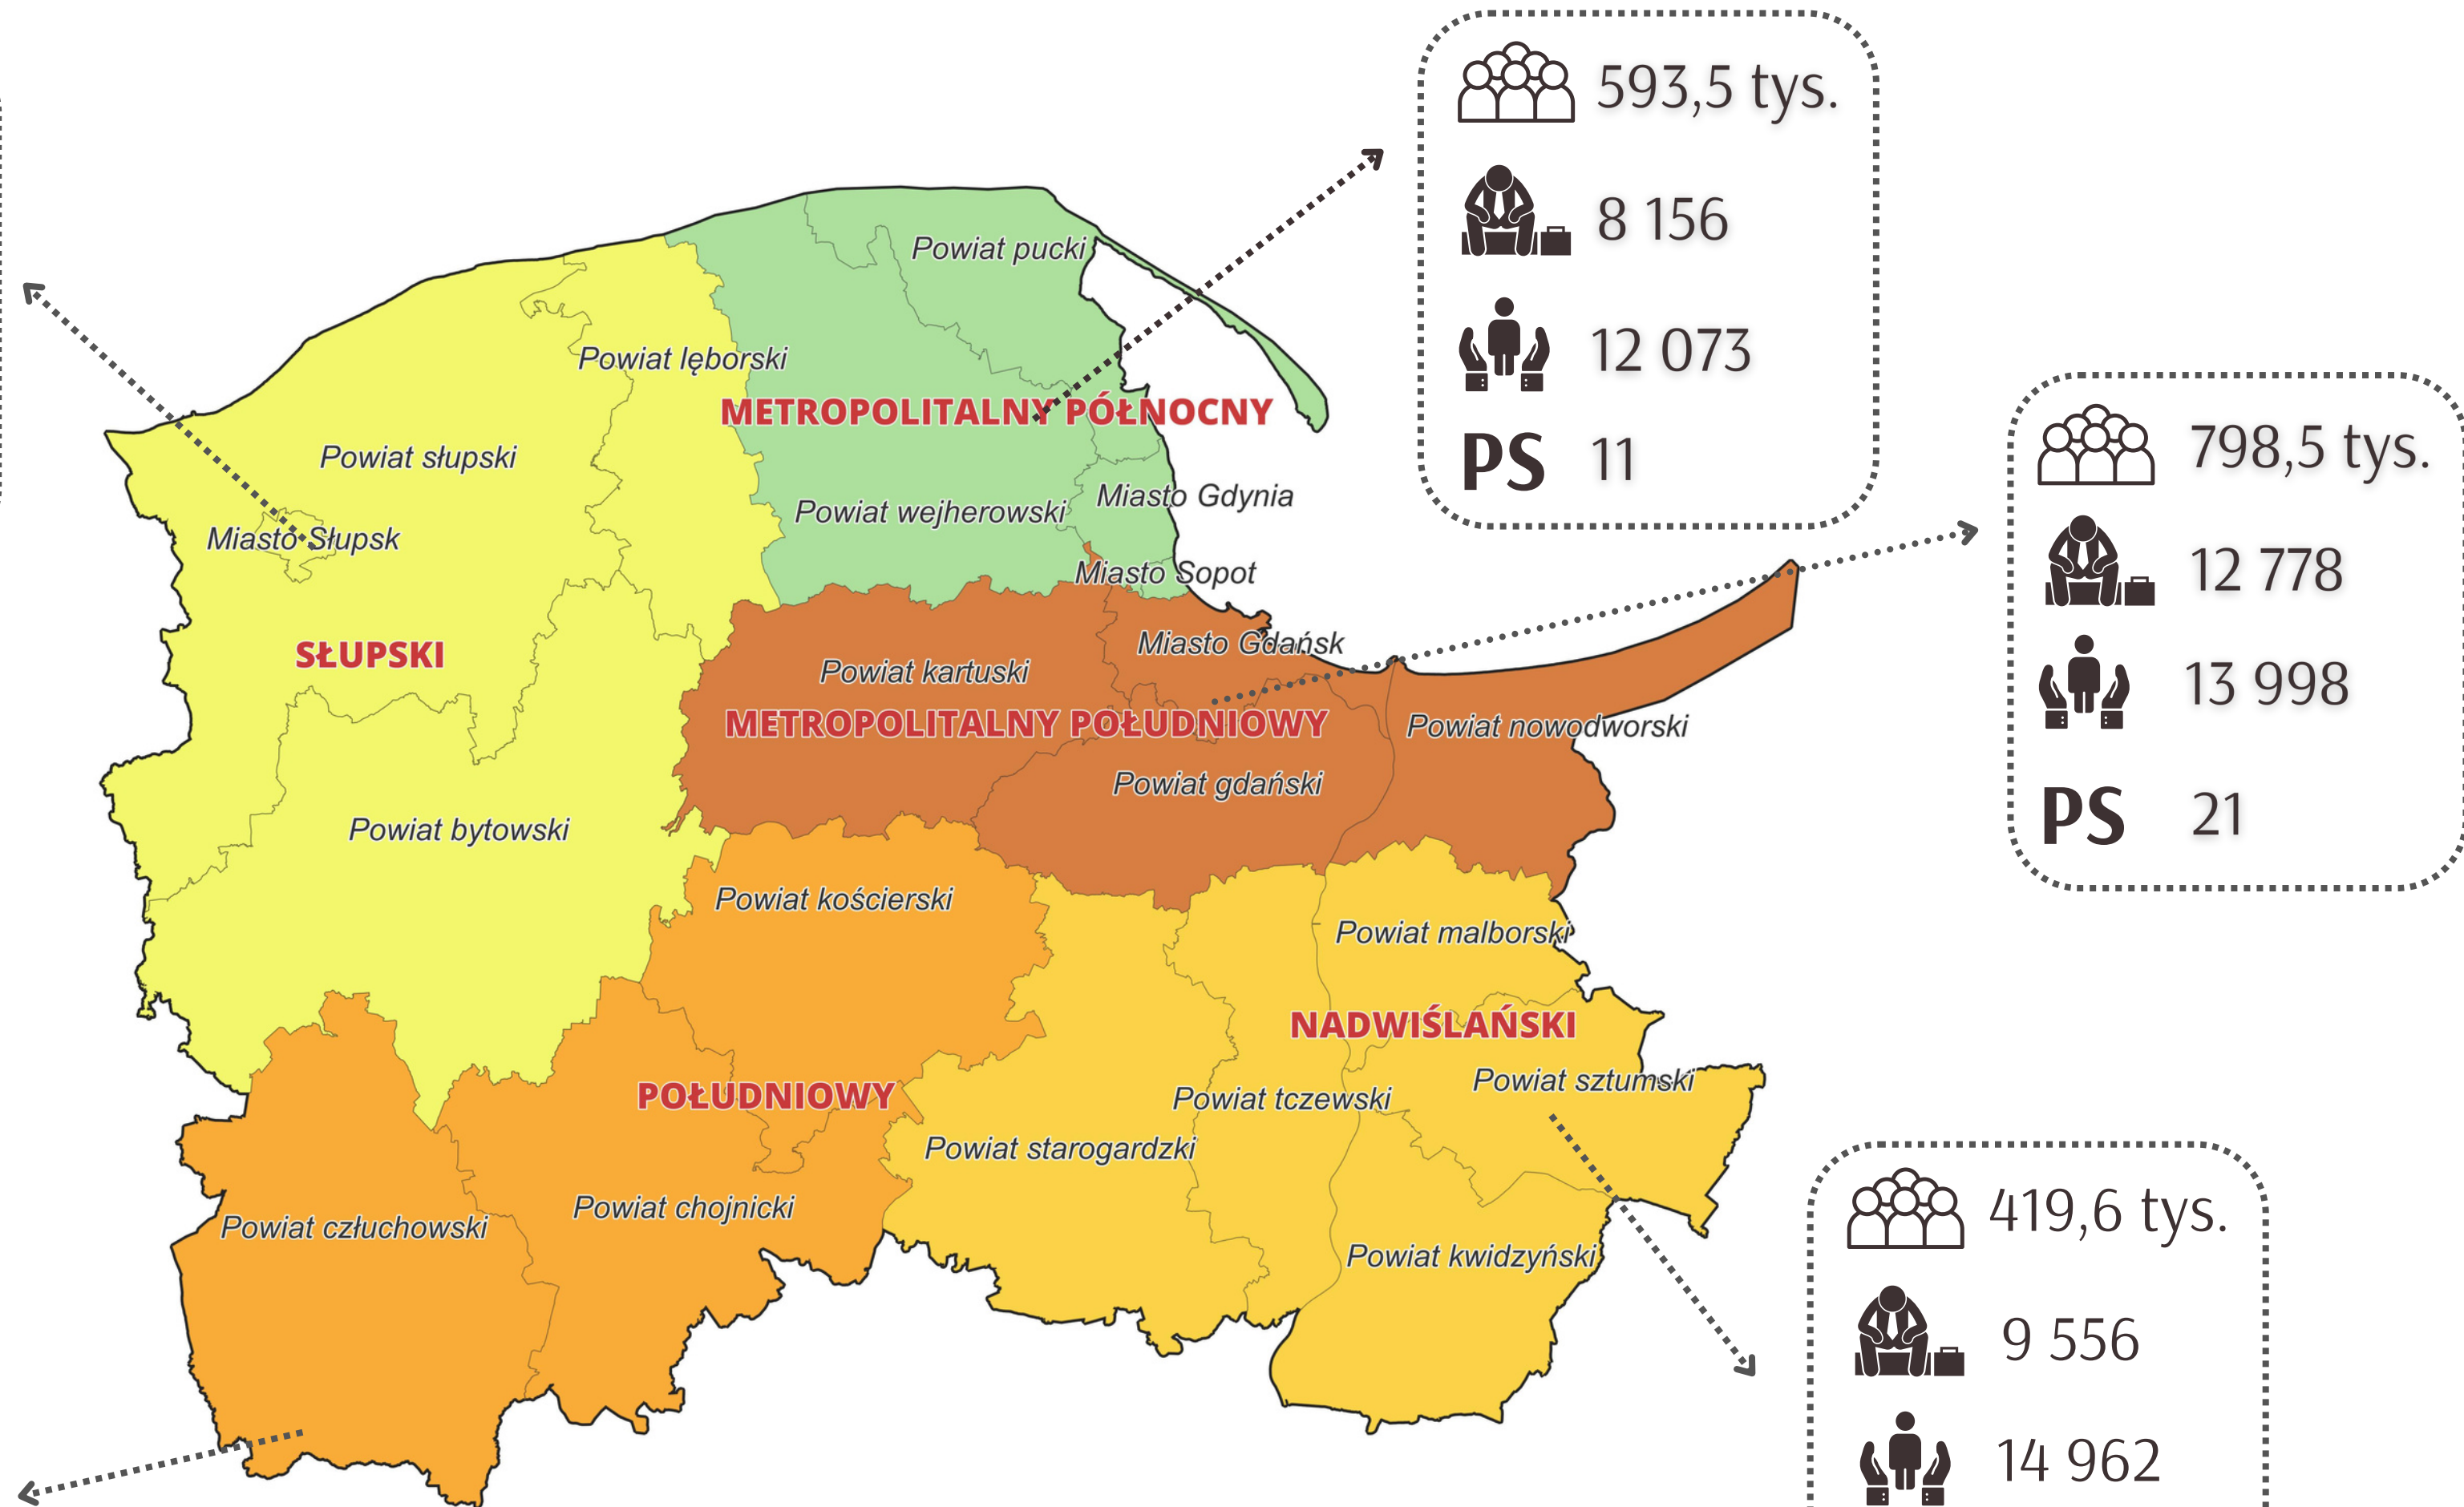 593,5 tys.
8 156
12 073
PS 11
798,5 tys.
12 778
13 998
PS 21
419,6 tys.
9 556
14 962
Powiat pucki
Powiat lęborski
METROPOLITALNY PÓŁNOCNY
Powiat słupski
Powiat wejherowski
Miasto Gdynia
Miasto Słupsk
Miasto Sopot
SŁUPSKI
Miasto Gdańsk
Powiat kartuski
METROPOLITALNY POŁUDNIOWY
Powiat nowodworski
Powiat gdański
Powiat bytowski
Powiat kościerski
Powiat malborski
NADWIŚLAŃSKI
POŁUDNIOWY
Powiat sztumski
Powiat tczewski
Powiat starogardzki
Powiat chojnicki
Powiat człuchowski
Powiat kwidzyński